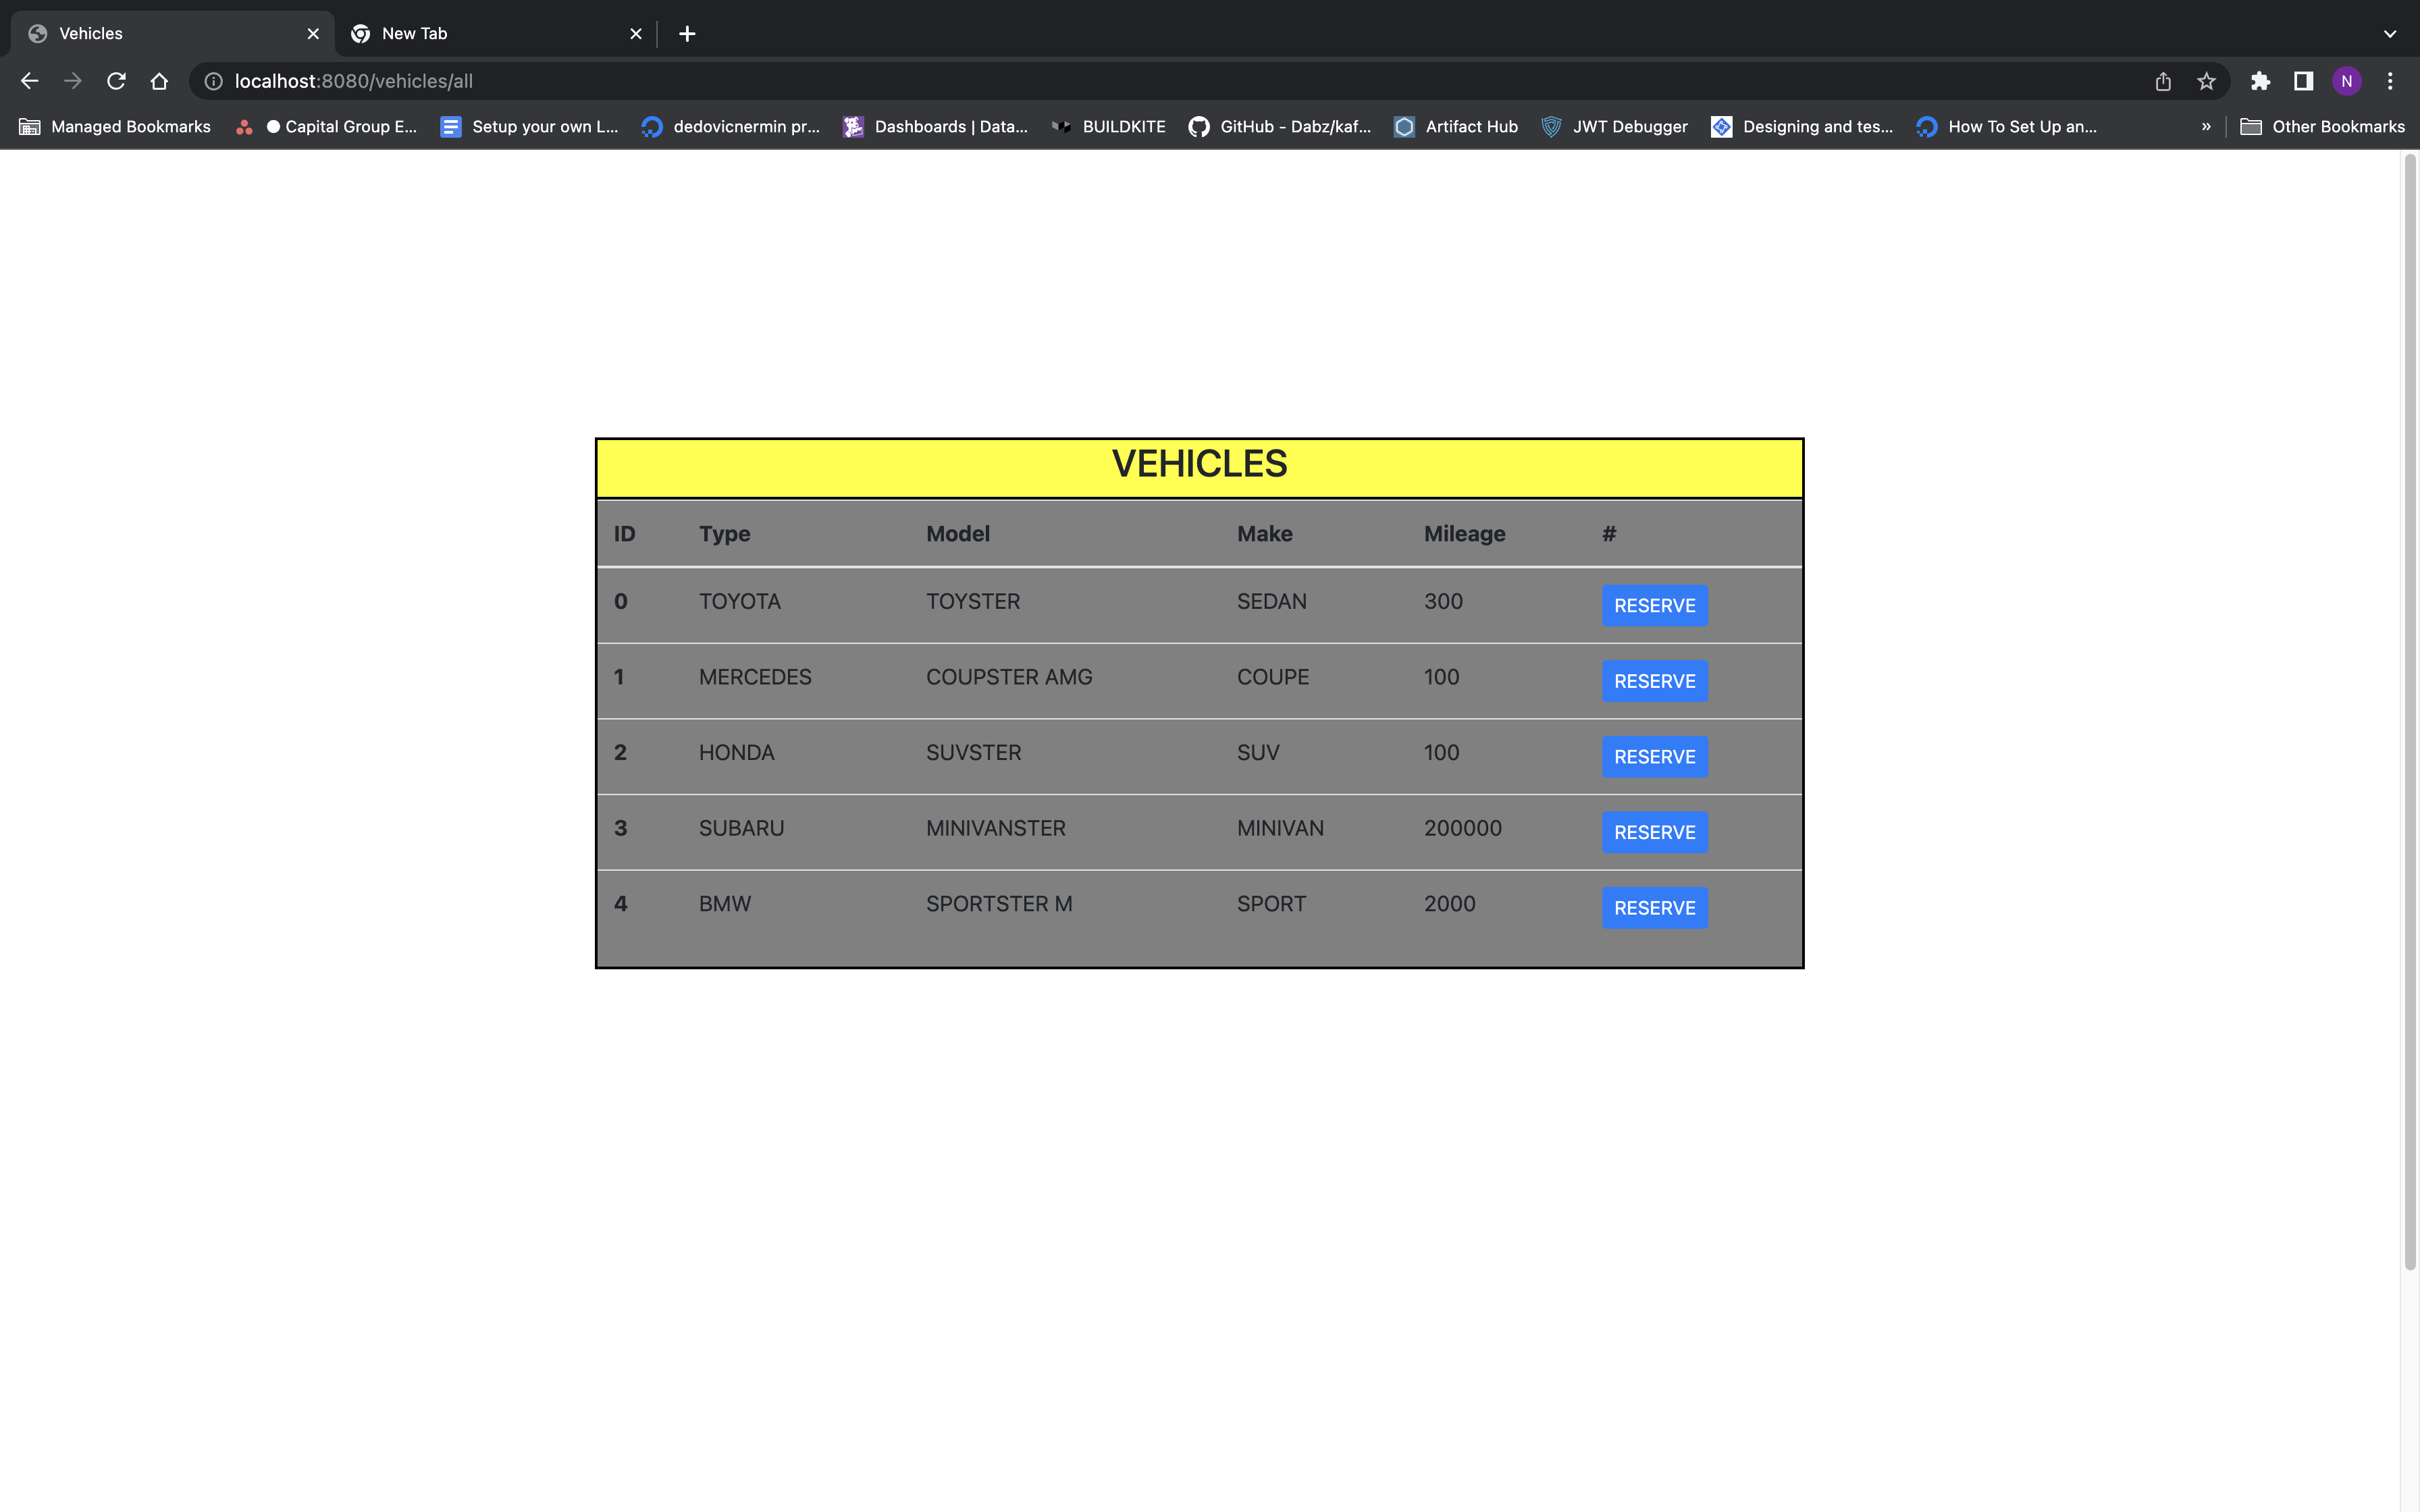 Vehicles New Tab
localhost:8080/vehicles/all N
Managed Bookmarks Capital Group E... Setup your own L... dedovicnermin pr... Dashboards | Data... BUILDKITE GitHub - Dabz/kaf... Artifact Hub JWT Debugger Designing and tes... How To Set Up an... » Other Bookmarks
VEHICLES
ID Type Model Make Mileage #
0 TOYOTA TOYSTER SEDAN 300 RESERVE
1 MERCEDES COUPSTER AMG COUPE 100 RESERVE
2 HONDA SUVSTER SUV 100 RESERVE
3 SUBARU MINIVANSTER MINIVAN 200000 RESERVE
4 BMW SPORTSTER M SPORT 2000 RESERVE